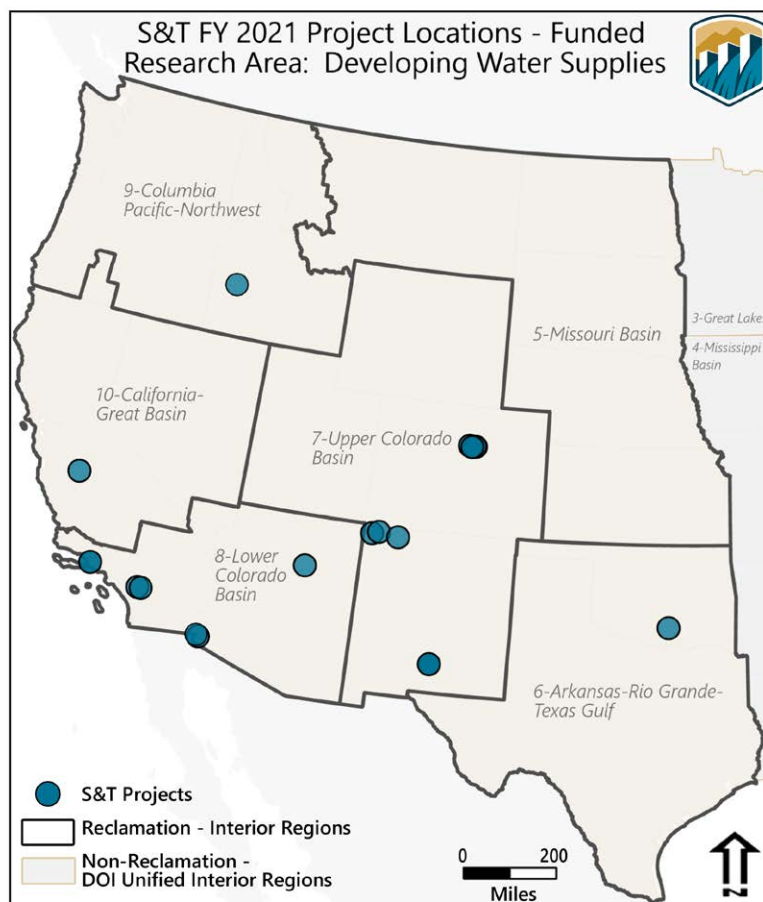 S&T FY 2021 Project Locations - Funded
Research Area:  Developing Water Supplies
9-Columbia
Pacific-Northwest
5-Missouri Basin
3-Great Lakes
4-Mississippi
Basin
10-California-
Great Basin
7-Upper Colorado
Basin
8-Lower
Colorado
Basin
6-Arkansas-Rio Grande-
Texas Gulf
S&T Projects
Reclamation - Interior Regions
Non-Reclamation -
DOI Unified Interior Regions
0 200
Miles
N